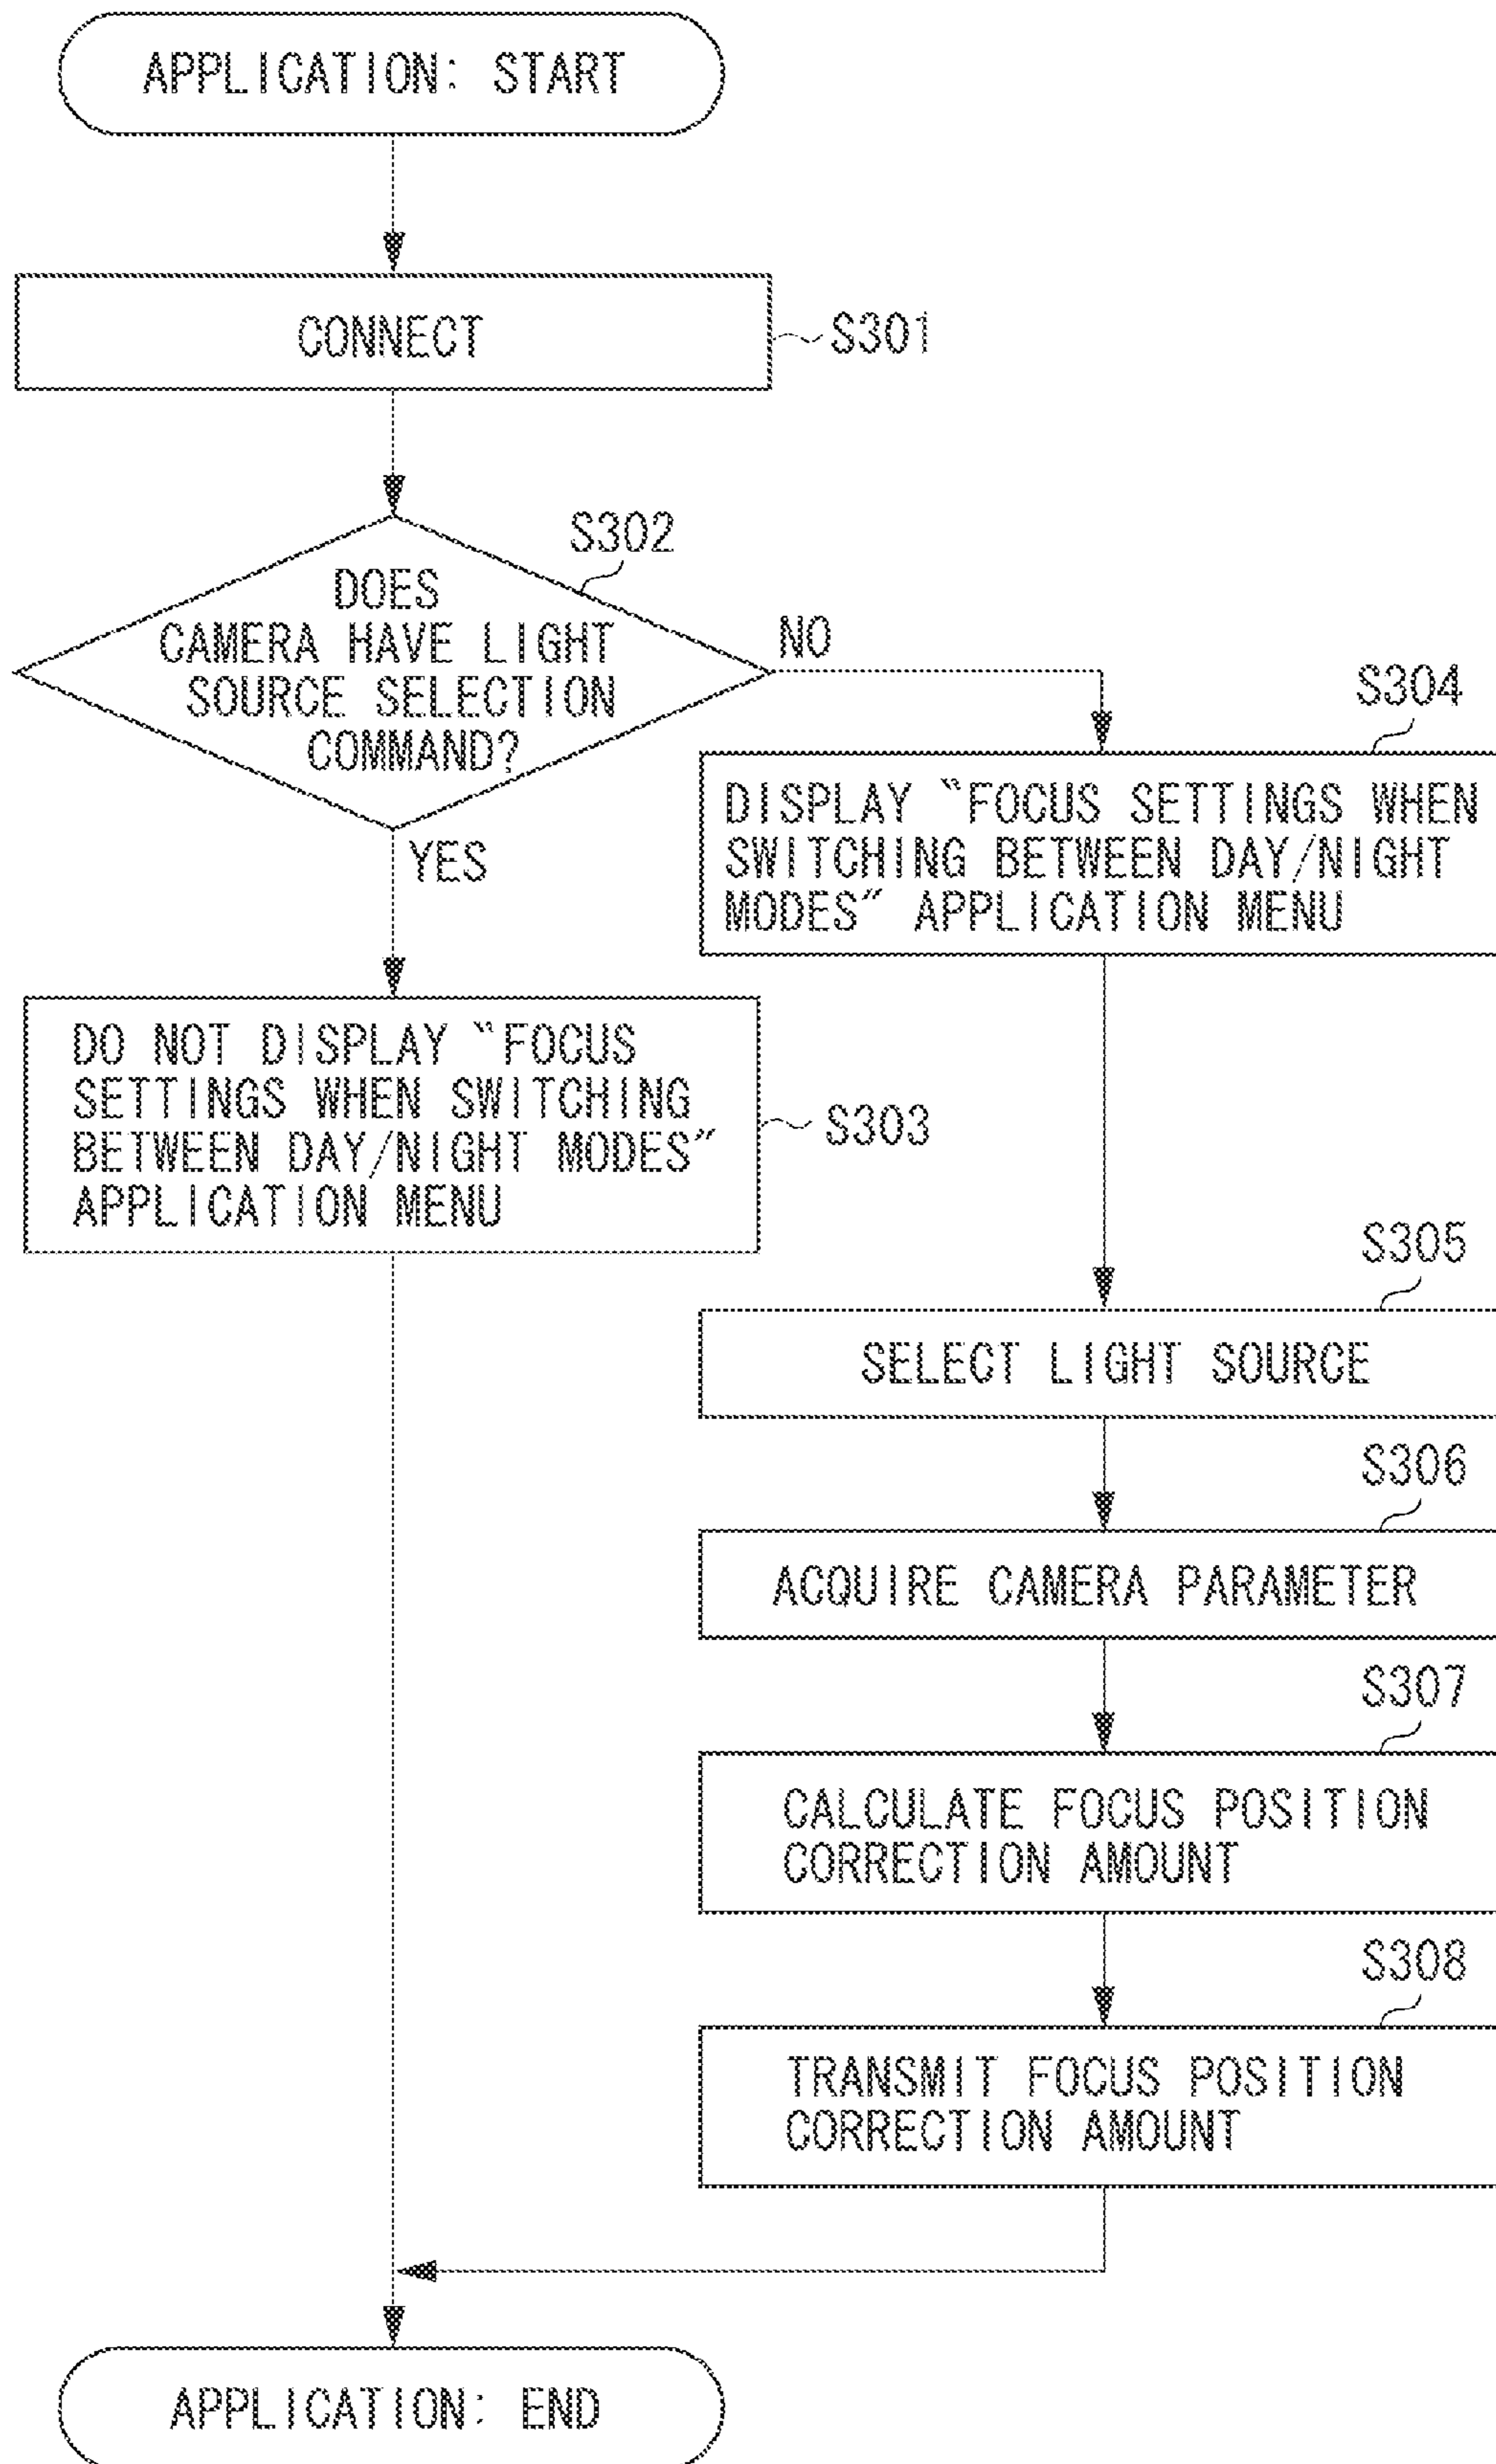 APPLICATION: START
CONNECT
S301
S302
DOES
CAMERA HAVE LIGHT
SOURCE SELECTION
COMMAND?
NO
YES
S304
DISPLAY “FOCUS SETTINGS WHEN
SWITCHING BETWEEN DAY/NIGHT
MODES” APPLICATION MENU
DO NOT DISPLAY “FOCUS
SETTINGS WHEN SWITCHING
BETWEEN DAY/NIGHT MODES”
APPLICATION MENU
S303
S305
SELECT LIGHT SOURCE
S306
ACQUIRE CAMERA PARAMETER
S307
CALCULATE FOCUS POSITION
CORRECTION AMOUNT
S308
TRANSMIT FOCUS POSITION
CORRECTION AMOUNT
APPLICATION: END